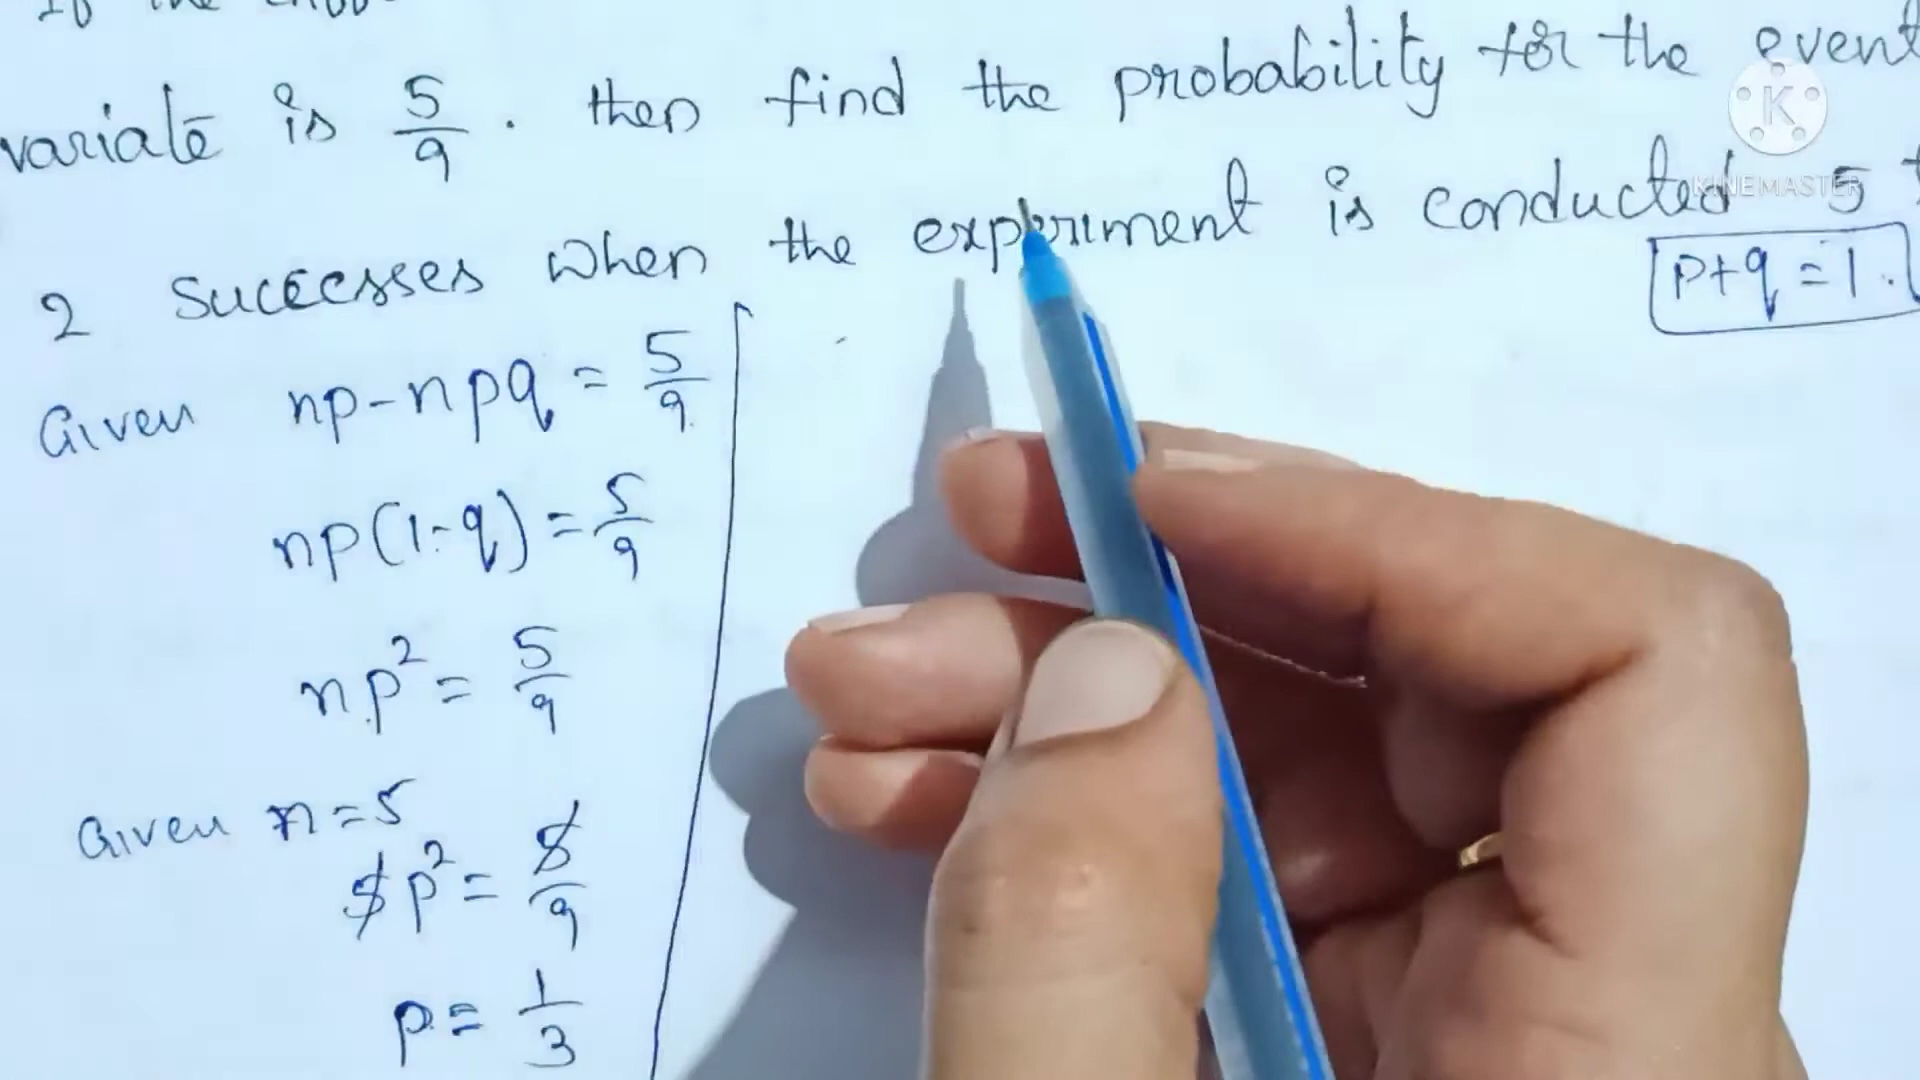 If the
variate is 5/9. then find the probability for the event
2 Successes when the experiment is conducted 5
p+q=1.
Given np-npq = 5/9
np(1-q) = 5/9
np² = 5/9
Given n=5
5p² = 5/9
p = 1/3
K
KINEMASTER